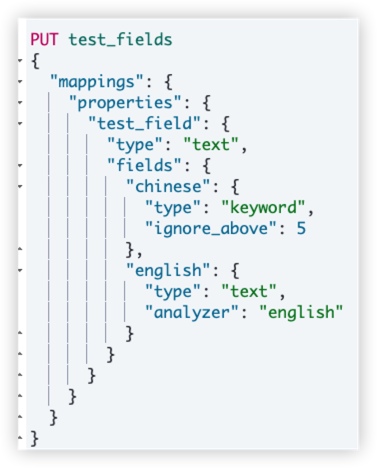 PUT test_fields
{
  "mappings": {
    "properties": {
      "test_field": {
        "type": "text",
        "fields": {
          "chinese": {
            "type": "keyword",
            "ignore_above": 5
          },
          "english": {
            "type": "text",
            "analyzer": "english"
          }
        }
      }
    }
  }
}